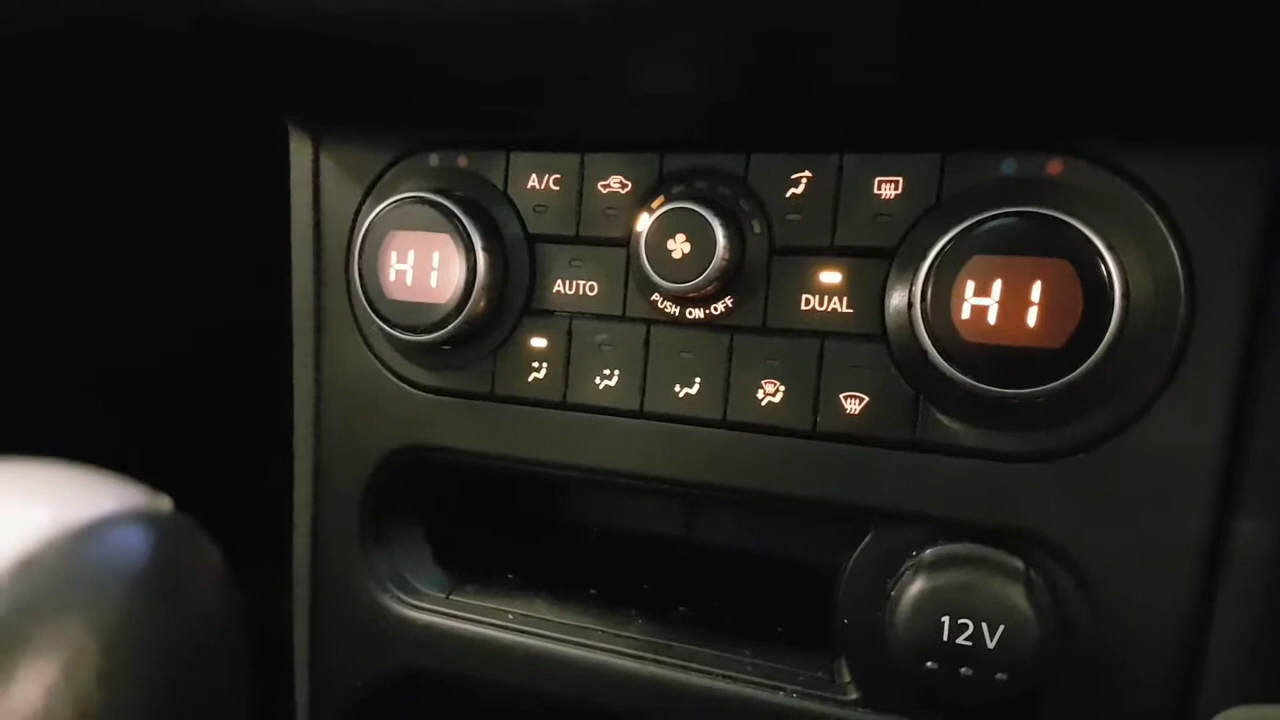 A/C
HI
AUTO
PUSH ON·OFF
DUAL
HI
12V